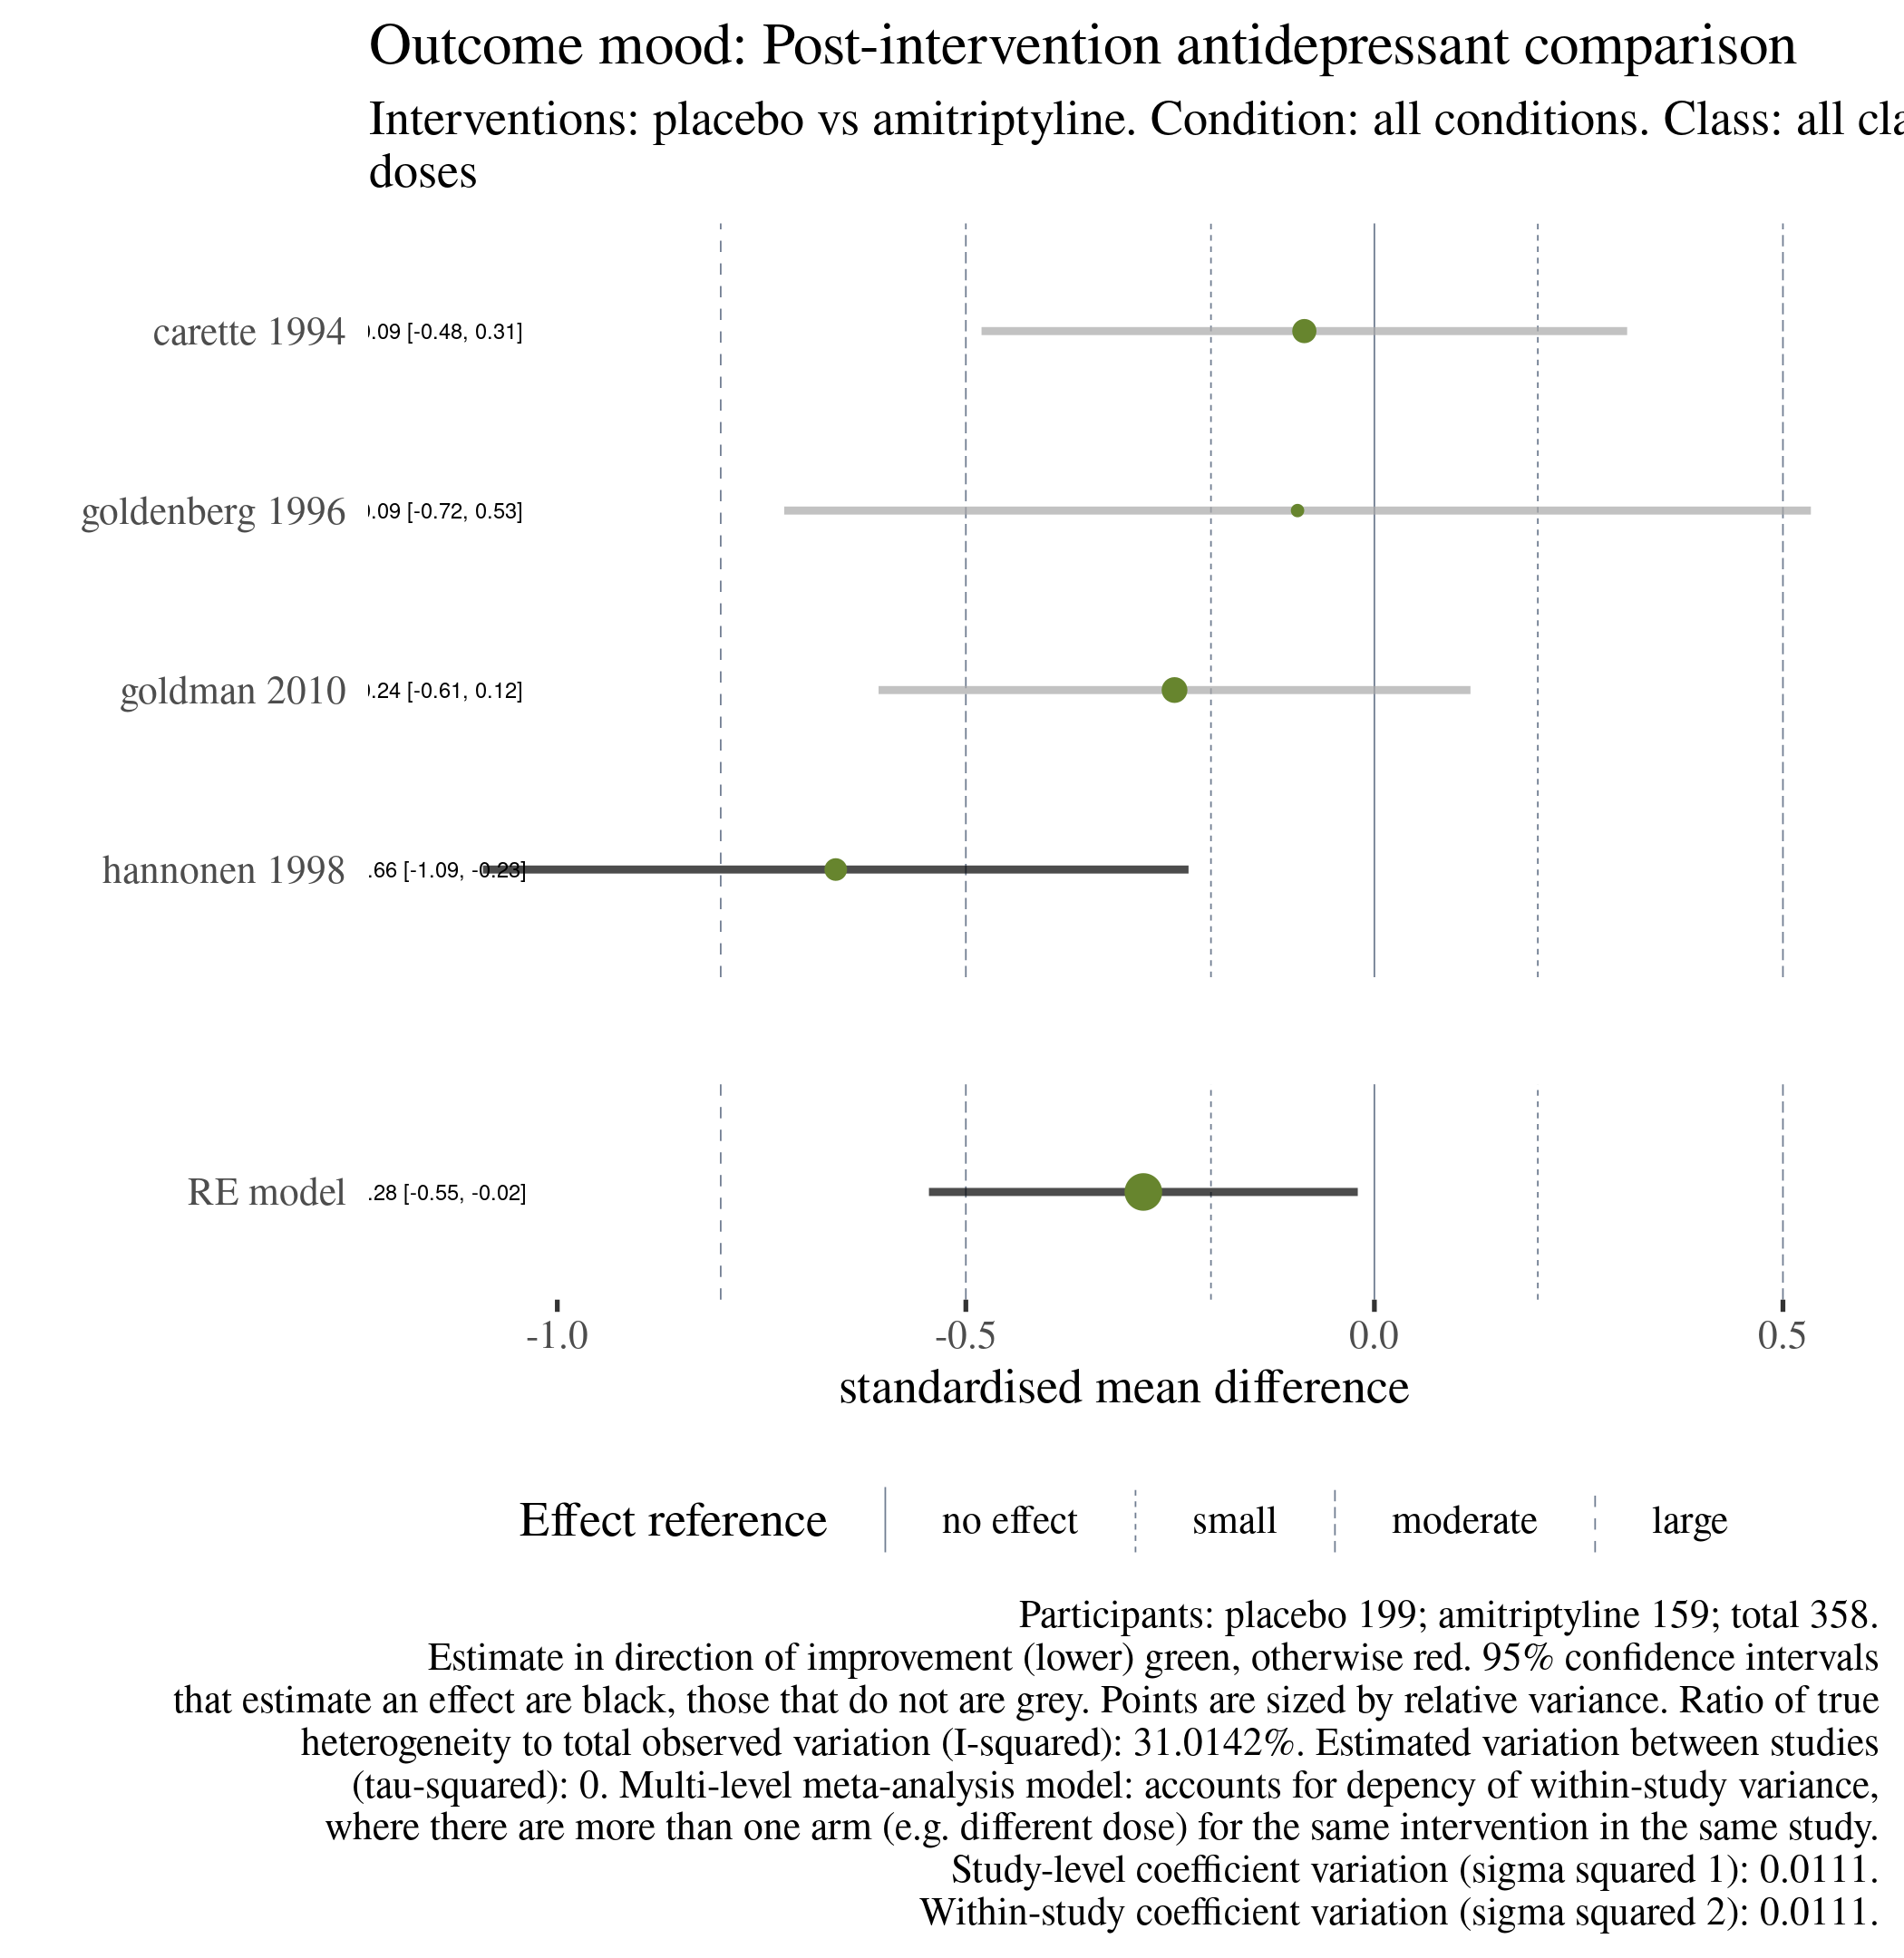 Outcome mood: Post-intervention antidepressant comparison
Interventions: placebo vs amitriptyline. Condition: all conditions. Class: all cla
doses
carette 1994 .09 [-0.48, 0.31]
goldenberg 1996 .09 [-0.72, 0.53]
goldman 2010 .24 [-0.61, 0.12]
hannonen 1998 .66 [-1.09, -0.23]
RE model .28 [-0.55, -0.02]
-1.0 -0.5 0.0 0.5
standardised mean difference
Effect reference no effect small moderate large
Participants: placebo 199; amitriptyline 159; total 358.
Estimate in direction of improvement (lower) green, otherwise red. 95% confidence intervals
that estimate an effect are black, those that do not are grey. Points are sized by relative variance. Ratio of true
heterogeneity to total observed variation (I-squared): 31.0142%. Estimated variation between studies
(tau-squared): 0. Multi-level meta-analysis model: accounts for depency of within-study variance,
where there are more than one arm (e.g. different dose) for the same intervention in the same study.
Study-level coefficient variation (sigma squared 1): 0.0111.
Within-study coefficient variation (sigma squared 2): 0.0111.